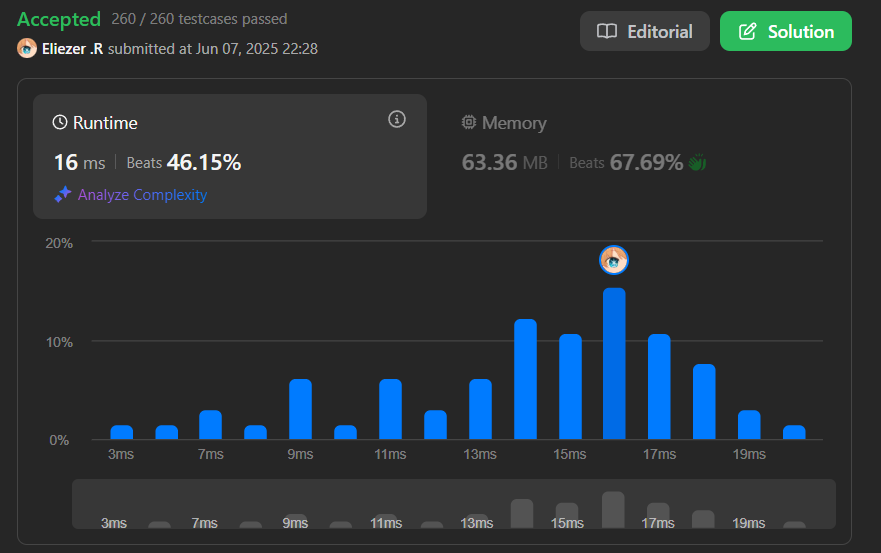 Accepted 260 / 260 testcases passed
Eliezer .R submitted at Jun 07, 2025 22:28
Editorial
Solution
Runtime
16 ms Beats 46.15%
Analyze Complexity
Memory
63.36 MB Beats 67.69%
20%
10%
0%
3ms 7ms 9ms 11ms 13ms 15ms 17ms 19ms
3ms 7ms 9ms 11ms 13ms 15ms 17ms 19ms